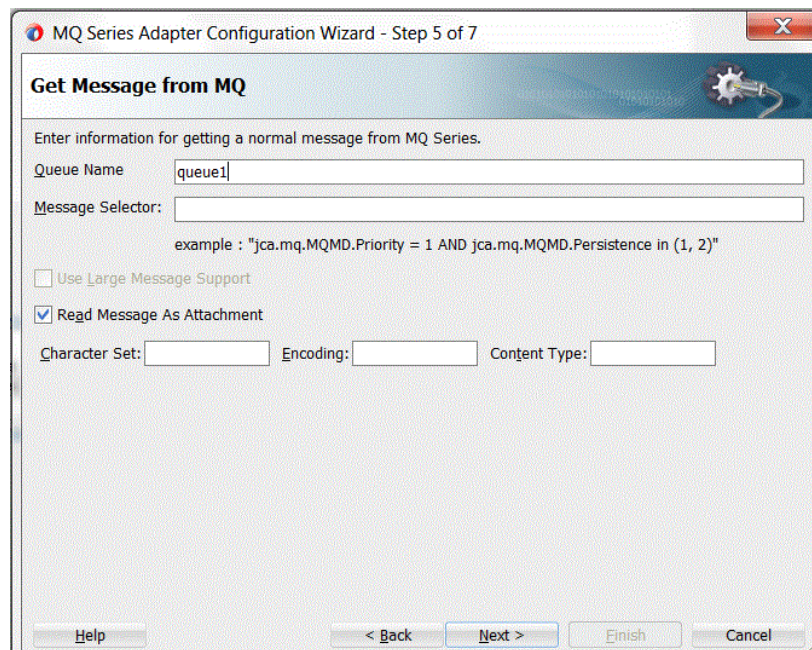 MQ Series Adapter Configuration Wizard - Step 5 of 7
Get Message from MQ
Enter information for getting a normal message from MQ Series.
Queue Name queue1
Message Selector:
example : "jca.mq.MQMD.Priority = 1 AND jca.mq.MQMD.Persistence in (1, 2)"
Use Large Message Support
Read Message As Attachment
Character Set: Encoding: Content Type:
Help < Back Next > Finish Cancel